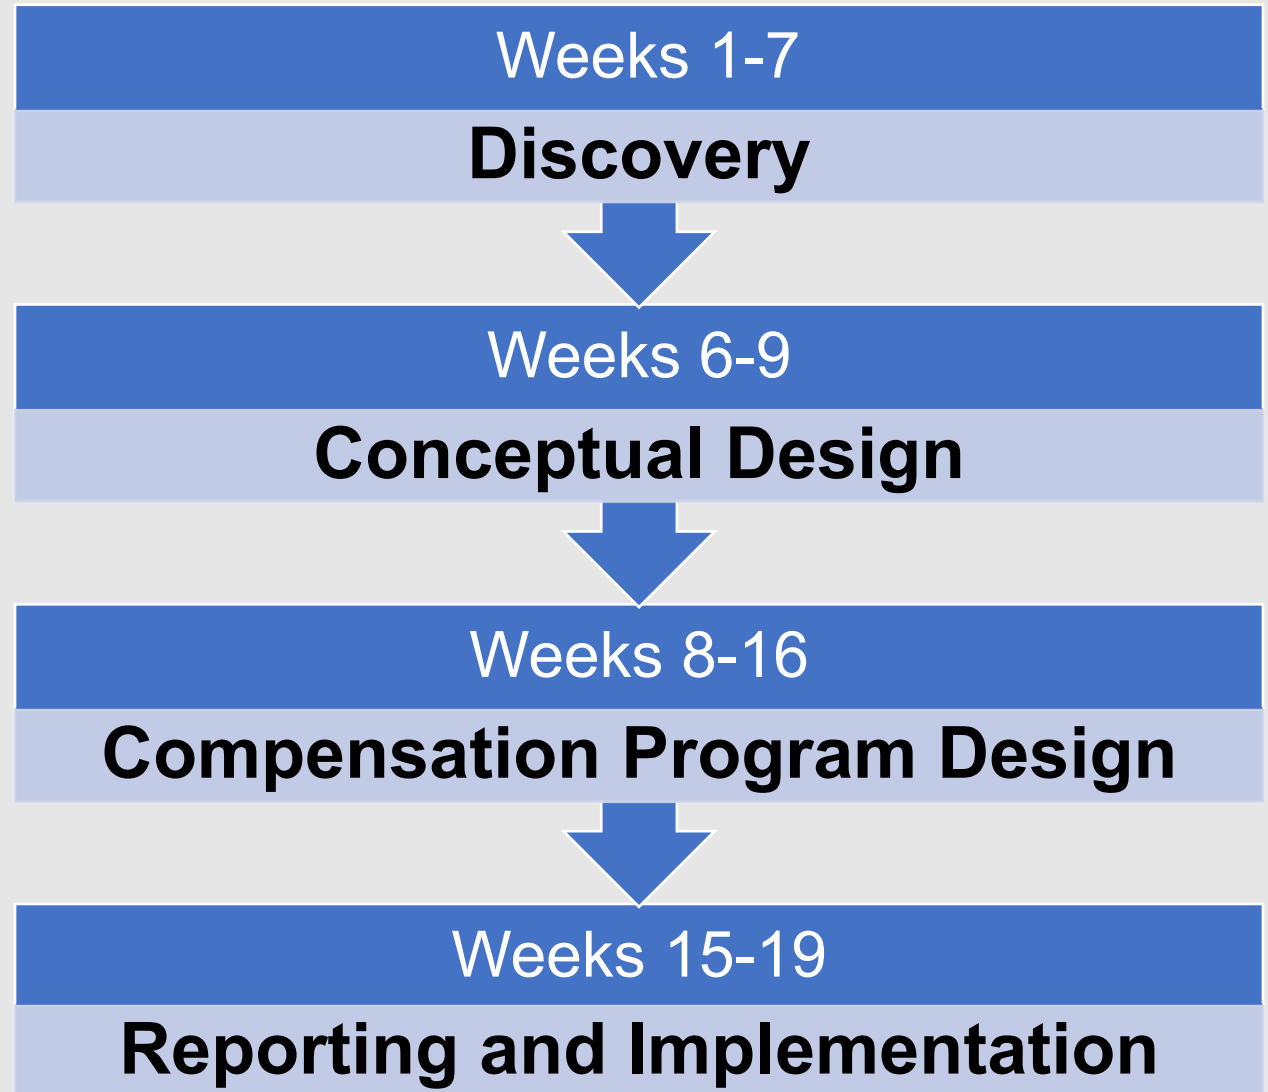 Weeks 1-7
Discovery
Weeks 6-9
Conceptual Design
Weeks 8-16
Compensation Program Design
Weeks 15-19
Reporting and Implementation